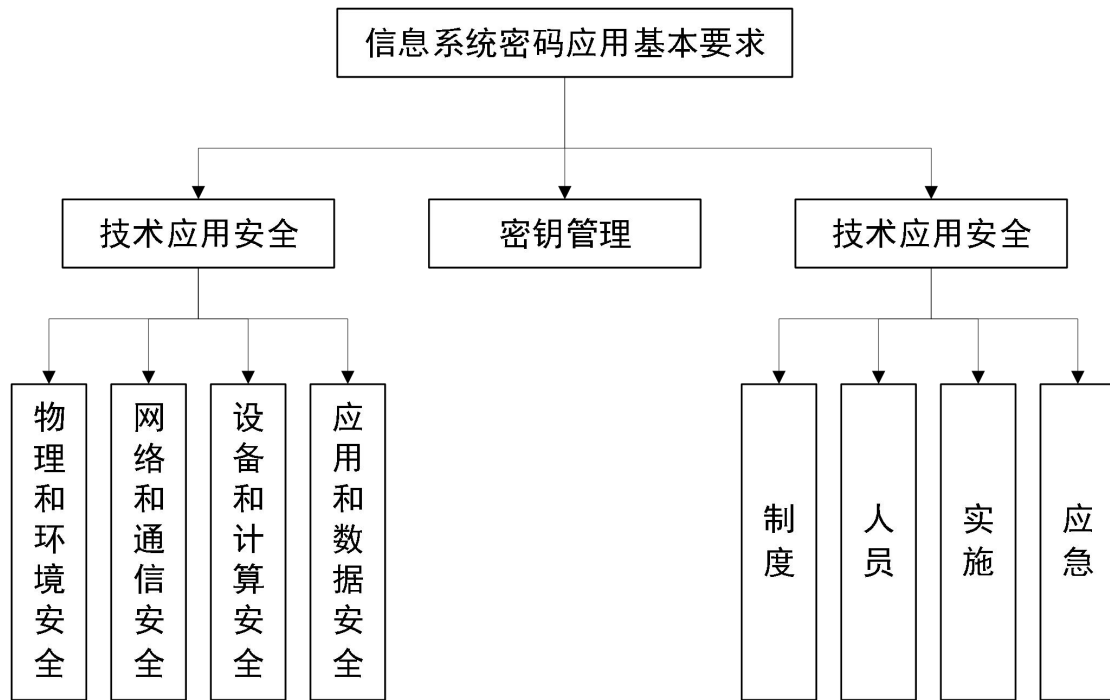 信息系统密码应用基本要求
技术应用安全
密钥管理
技术应用安全
物理和环境安全
网络和通信安全
设备和计算安全
应用和数据安全
制度
人员
实施
应急